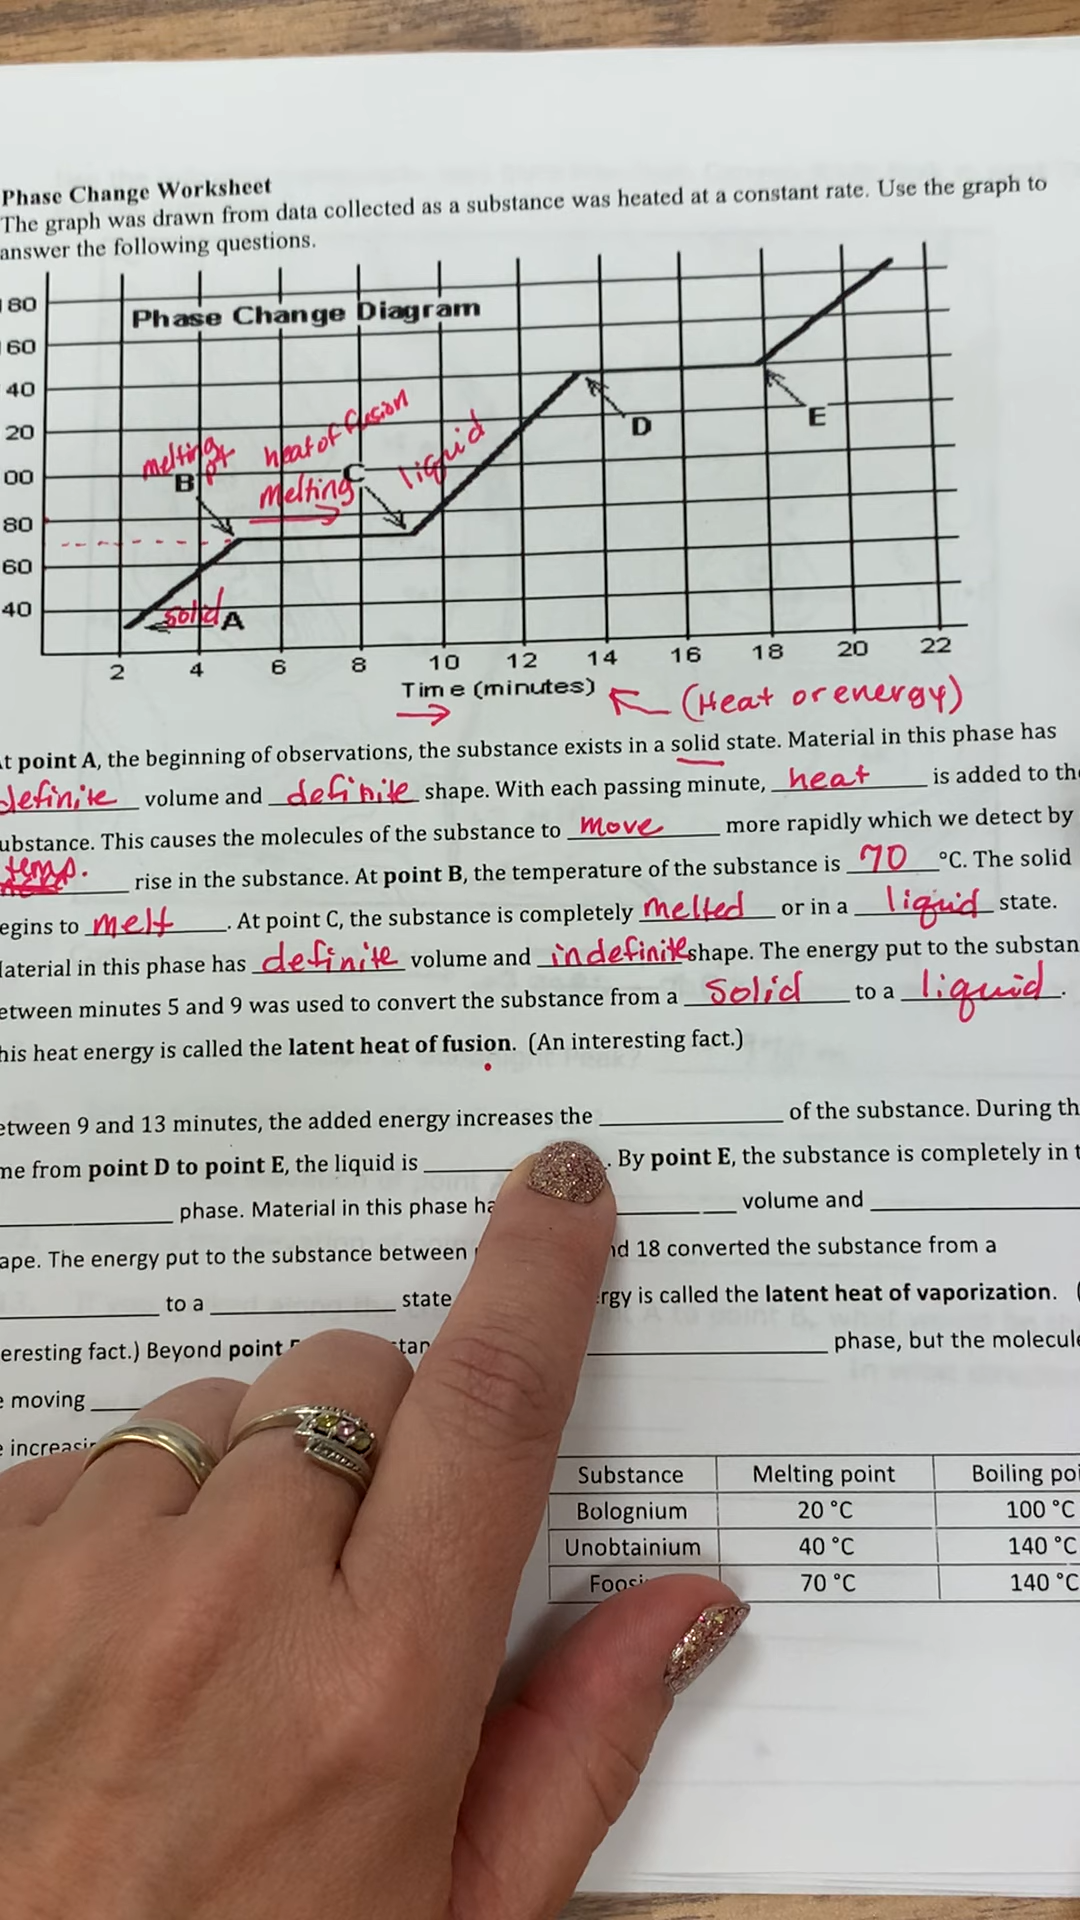 Phase Change Worksheet
The graph was drawn from data collected as a substance was heated at a constant rate. Use the graph to
answer the following questions.
80
Phase Change Diagram
60
40
20
00
80
60
40
melting pt
heat of fusion
melting
liquid
solid
B
C
D
E
A
2 4 6 8 10 12 14 16 18 20 22
Time (minutes)
(Heat or energy)
point A, the beginning of observations, the substance exists in a solid state. Material in this phase has
definite volume and definite shape. With each passing minute, heat is added to the
ubstance. This causes the molecules of the substance to move more rapidly which we detect by
temp. rise in the substance. At point B, the temperature of the substance is 70 °C. The solid
egins to melt. At point C, the substance is completely melted or in a liquid state.
aterial in this phase has definite volume and indefinite shape. The energy put to the substan
etween minutes 5 and 9 was used to convert the substance from a solid to a liquid.
his heat energy is called the latent heat of fusion. (An interesting fact.)
etween 9 and 13 minutes, the added energy increases the ____ of the substance. During th
me from point D to point E, the liquid is ____. By point E, the substance is completely in t
____ phase. Material in this phase ha ____ volume and ____
ape. The energy put to the substance between nd 18 converted the substance from a
____ to a ____ state rgy is called the latent heat of vaporization. (
eresting fact.) Beyond point tan ____ phase, but the molecule
e moving ____
e increasi
Substance Melting point Boiling poi
Bolognium 20 °C 100 °C
Unobtainium 40 °C 140 °C
Foosi 70 °C 140 °C